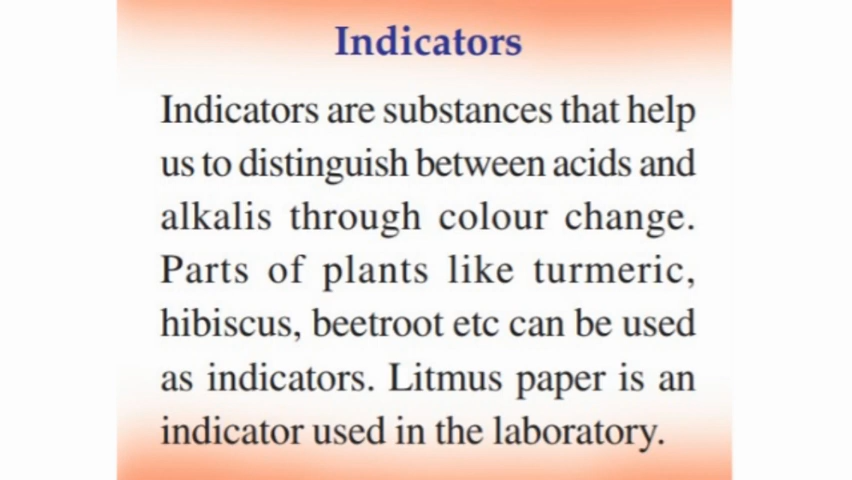 Indicators
Indicators are substances that help
us to distinguish between acids and
alkalis through colour change.
Parts of plants like turmeric,
hibiscus, beetroot etc can be used
as indicators. Litmus paper is an
indicator used in the laboratory.